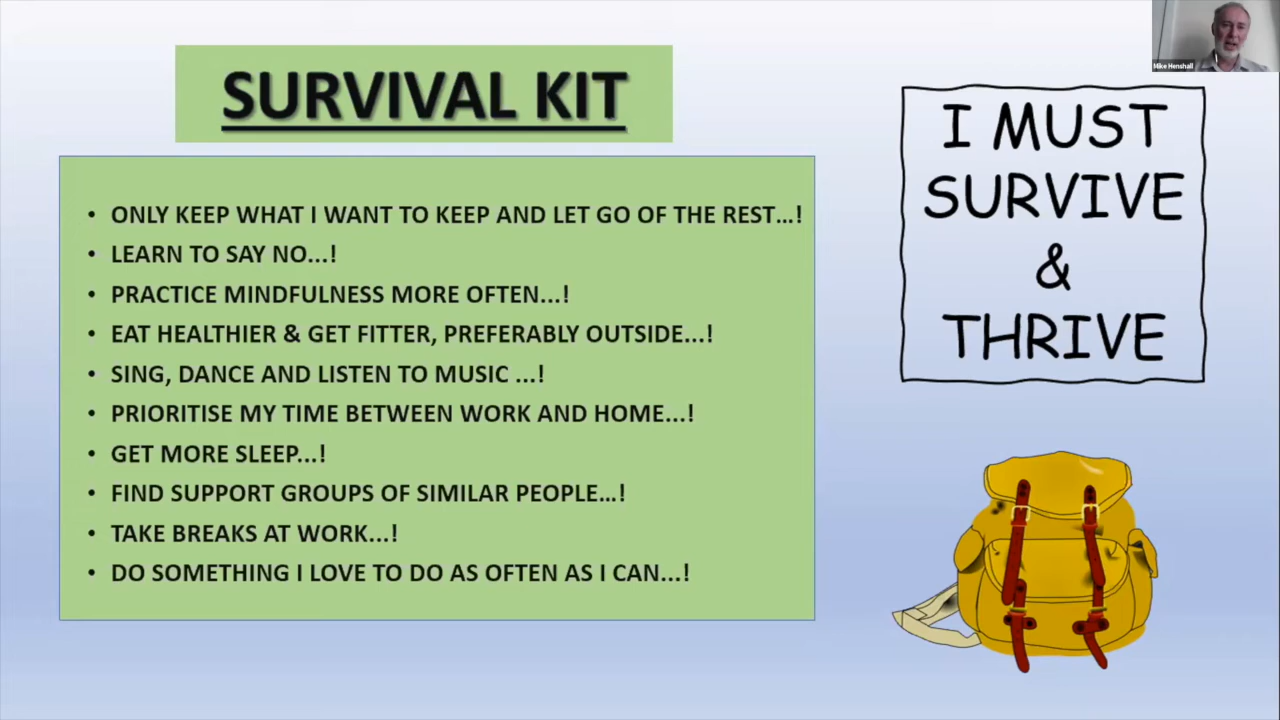 SURVIVAL KIT
• ONLY KEEP WHAT I WANT TO KEEP AND LET GO OF THE REST...!
• LEARN TO SAY NO...!
• PRACTICE MINDFULNESS MORE OFTEN...!
• EAT HEALTHIER & GET FITTER, PREFERABLY OUTSIDE...!
• SING, DANCE AND LISTEN TO MUSIC ...!
• PRIORITISE MY TIME BETWEEN WORK AND HOME...!
• GET MORE SLEEP...!
• FIND SUPPORT GROUPS OF SIMILAR PEOPLE...!
• TAKE BREAKS AT WORK...!
• DO SOMETHING I LOVE TO DO AS OFTEN AS I CAN...!
Mike Henshall
I MUST
SURVIVE
&
THRIVE